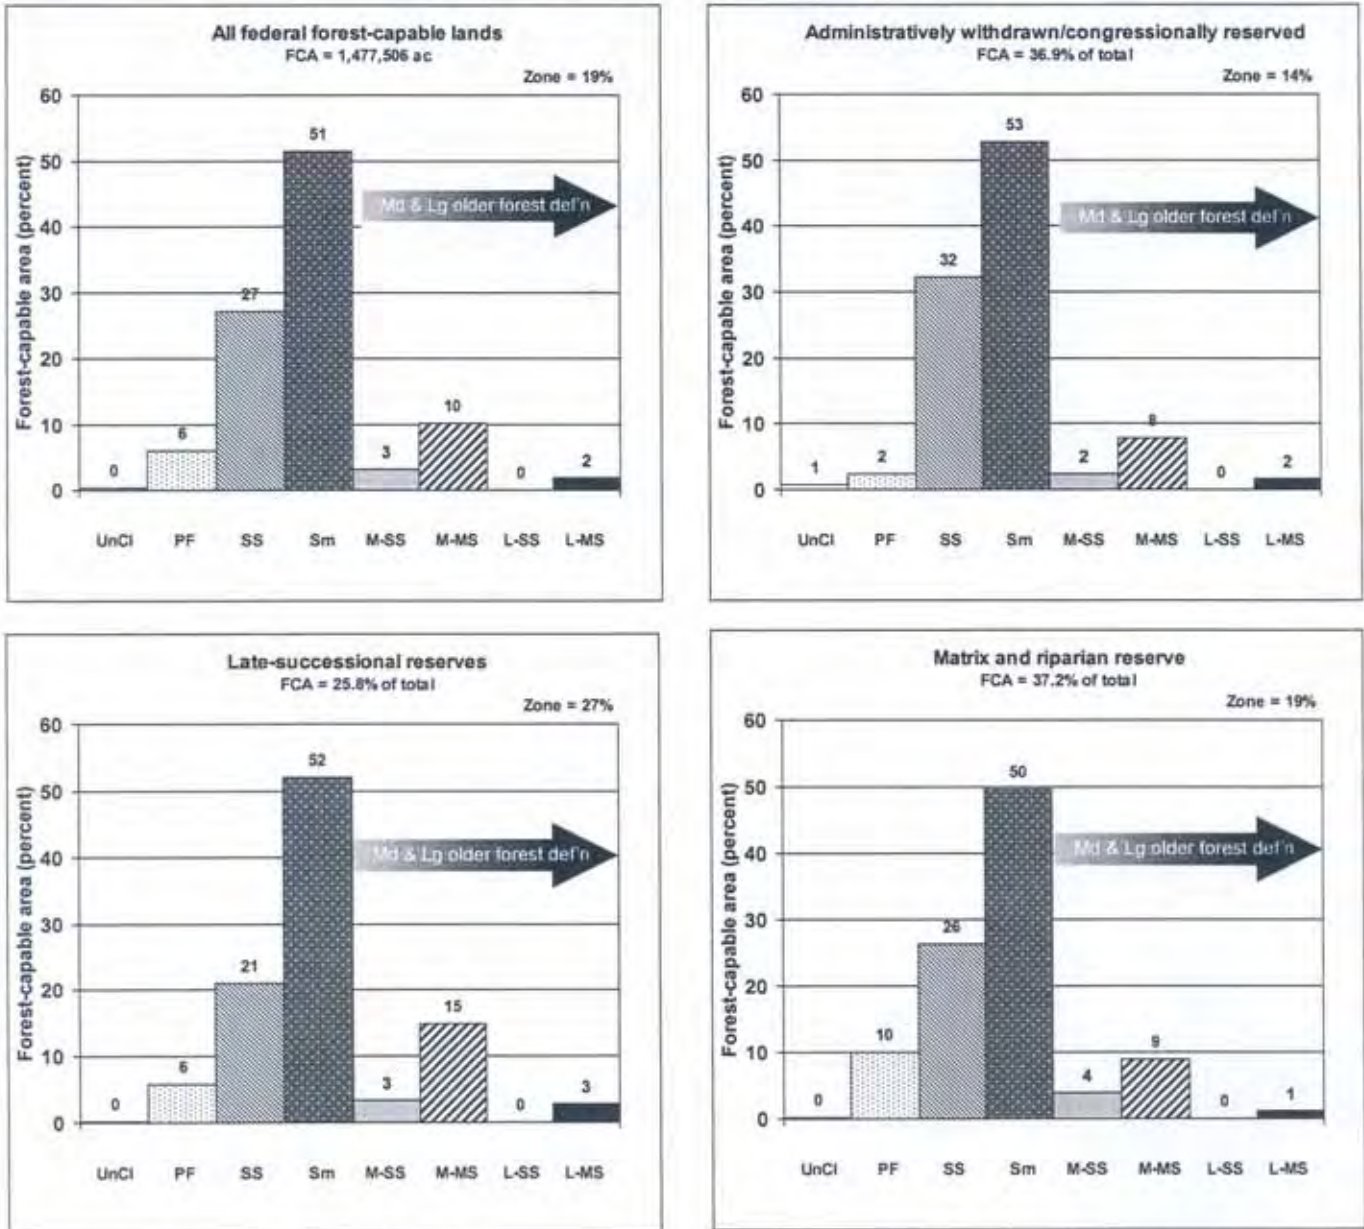 All federal forest-capable lands
FCA = 1,477,506 ac
Zone = 19%
Forest-capable area (percent)
60
50
40
30
20
10
0
0
6
27
51
3
10
0
2
Md & Lg older forest def'n
UnCl PF SS Sm M-SS M-MS L-SS L-MS
Administratively withdrawn/congressionally reserved
FCA = 36.9% of total
Zone = 14%
Forest-capable area (percent)
60
50
40
30
20
10
0
1
2
32
53
2
8
0
2
Md & Lg older forest def'n
UnCl PF SS Sm M-SS M-MS L-SS L-MS
Late-successional reserves
FCA = 25.8% of total
Zone = 27%
Forest-capable area (percent)
60
50
40
30
20
10
0
0
6
21
52
3
15
0
3
Md & Lg older forest def'n
UnCl PF SS Sm M-SS M-MS L-SS L-MS
Matrix and riparian reserve
FCA = 37.2% of total
Zone = 19%
Forest-capable area (percent)
60
50
40
30
20
10
0
0
10
26
50
4
9
0
1
Md & Lg older forest def'n
UnCl PF SS Sm M-SS M-MS L-SS L-MS